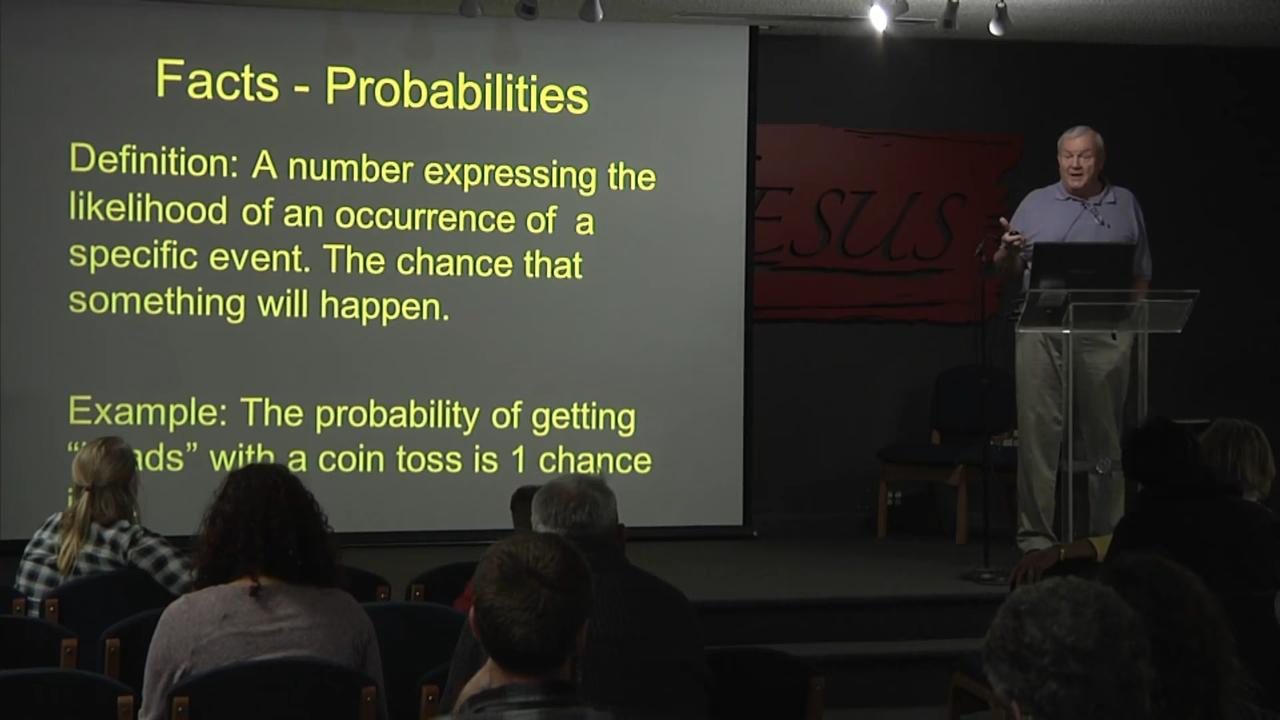 Facts - Probabilities
Definition: A number expressing the
likelihood of an occurrence of a
specific event. The chance that
something will happen.
Example: The probability of getting
with a coin toss is 1 chance
ESUS